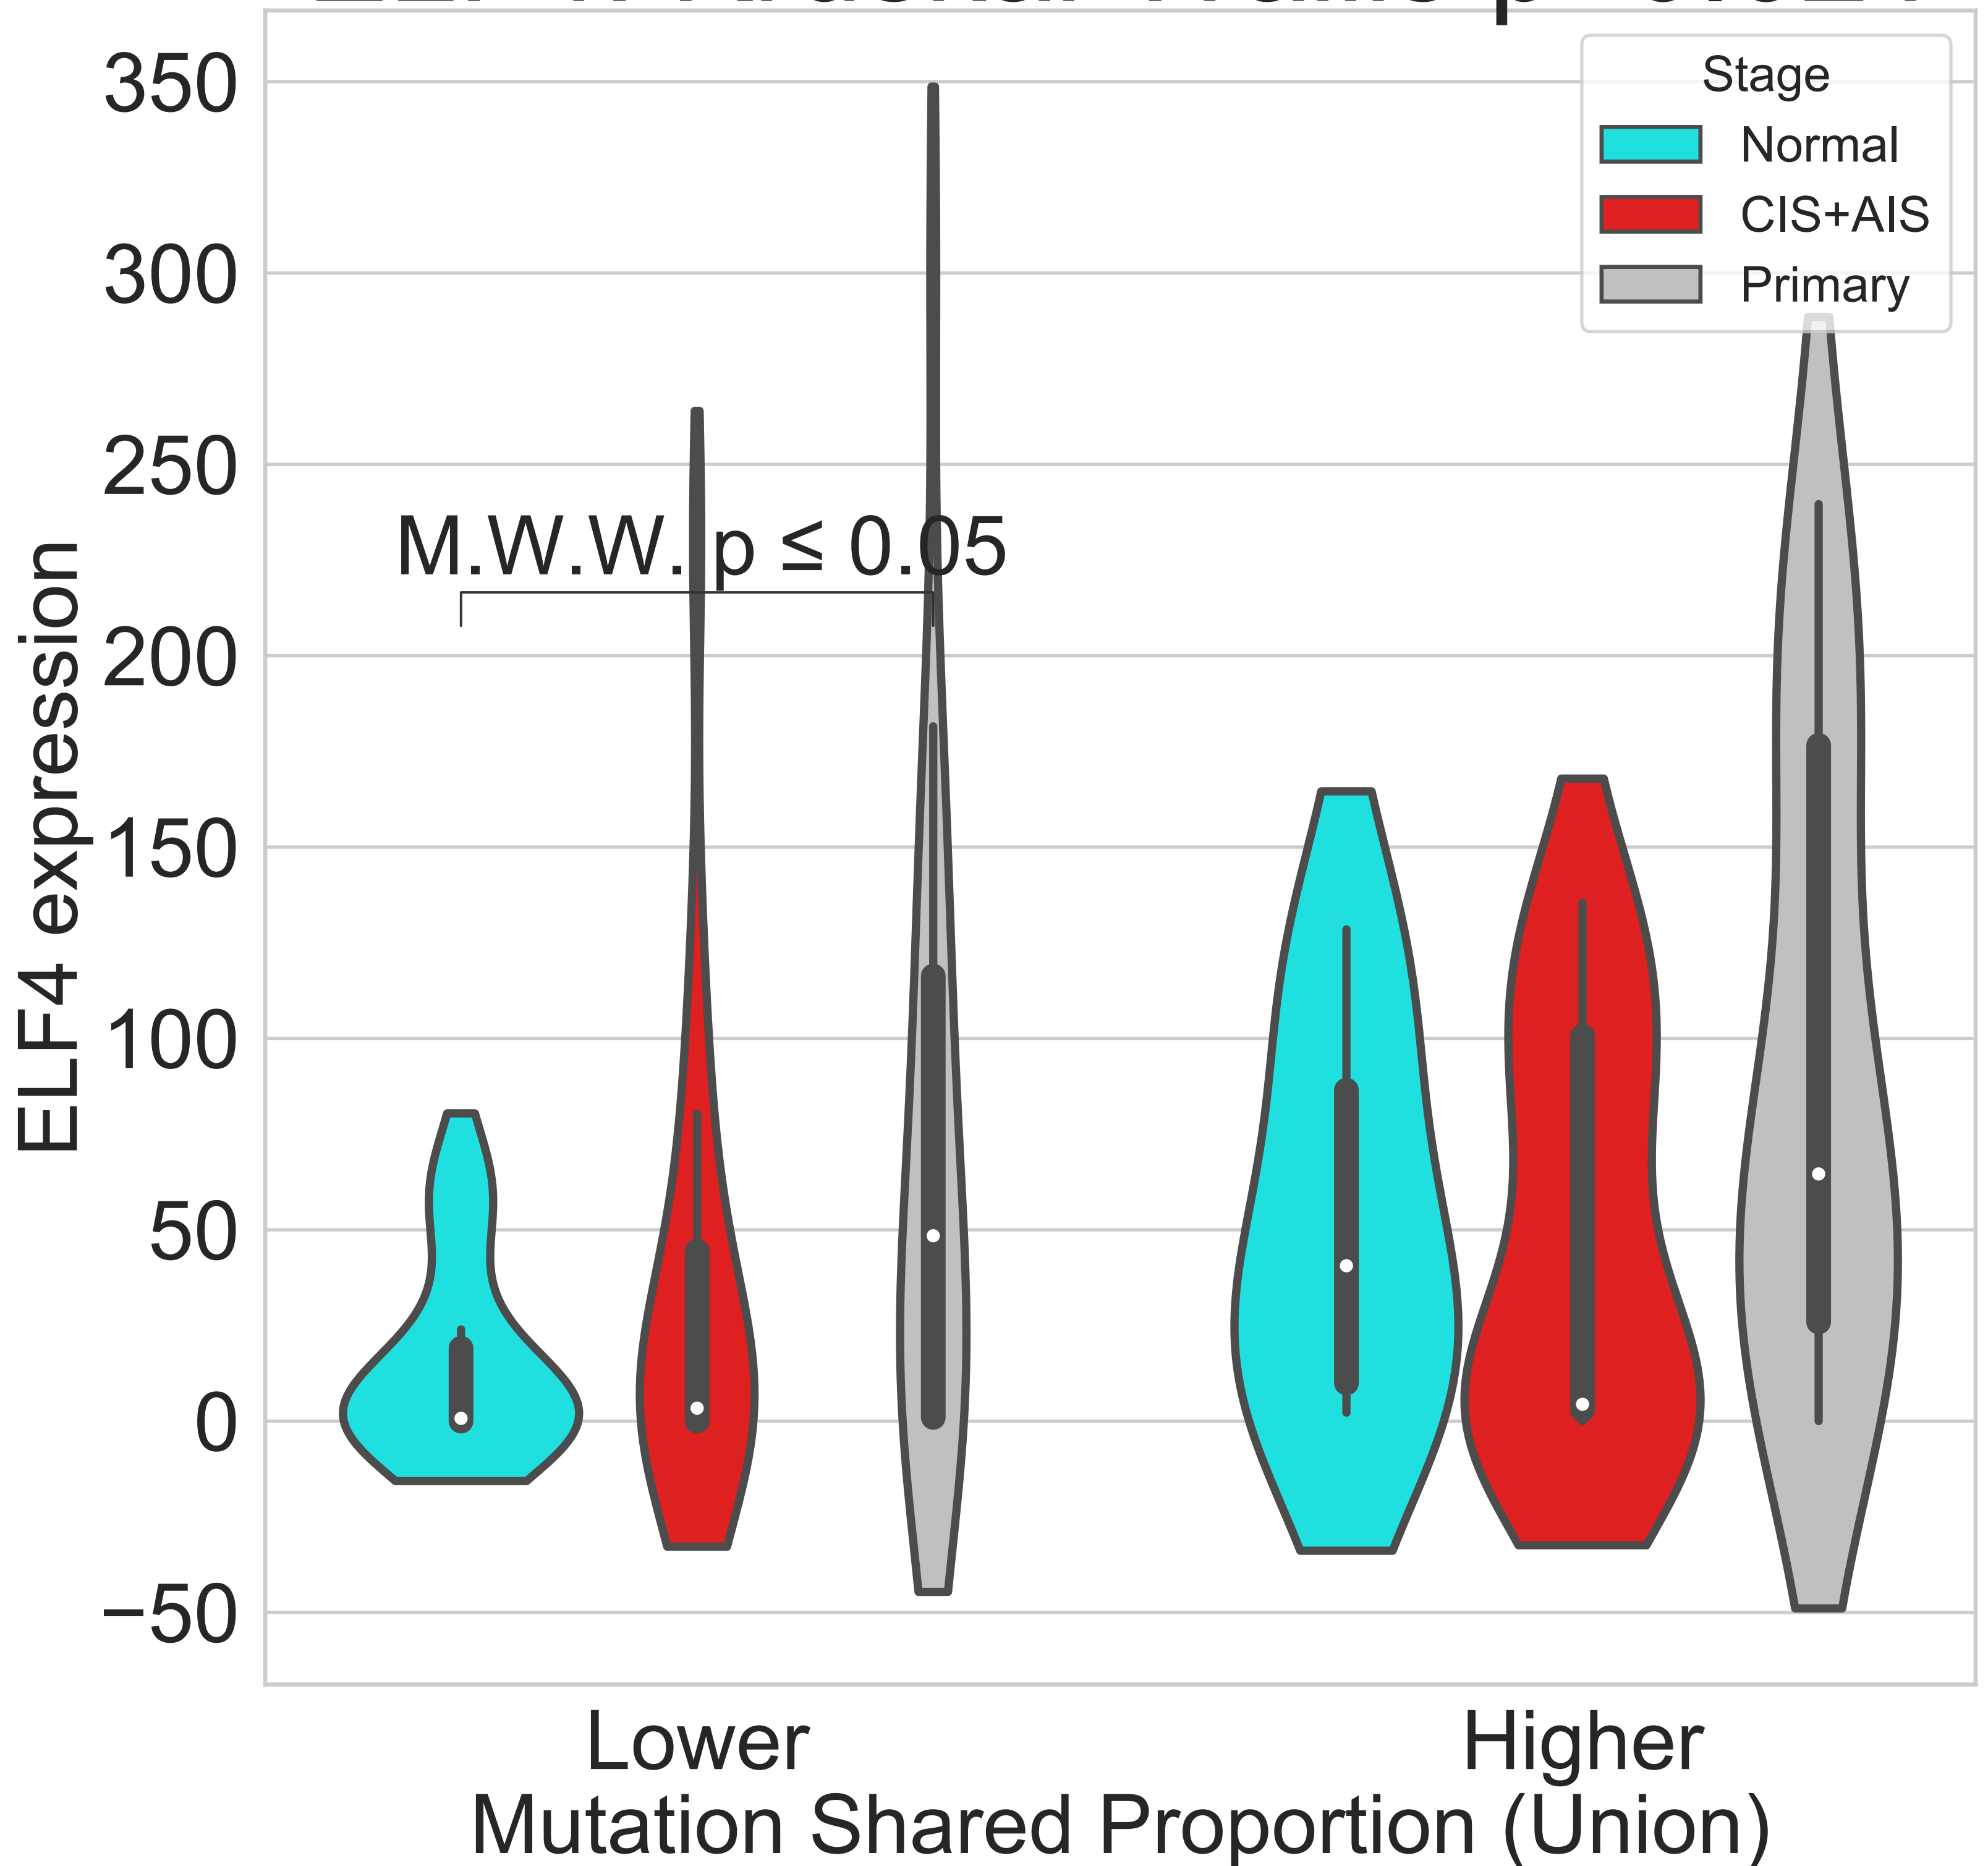 350
300
250
200
150
100
50
0
−50
ELF4 expression
Stage
Normal
CIS+AIS
Primary
M.W.W. p ≤ 0.05
Lower
Higher
Mutation Shared Proportion (Union)